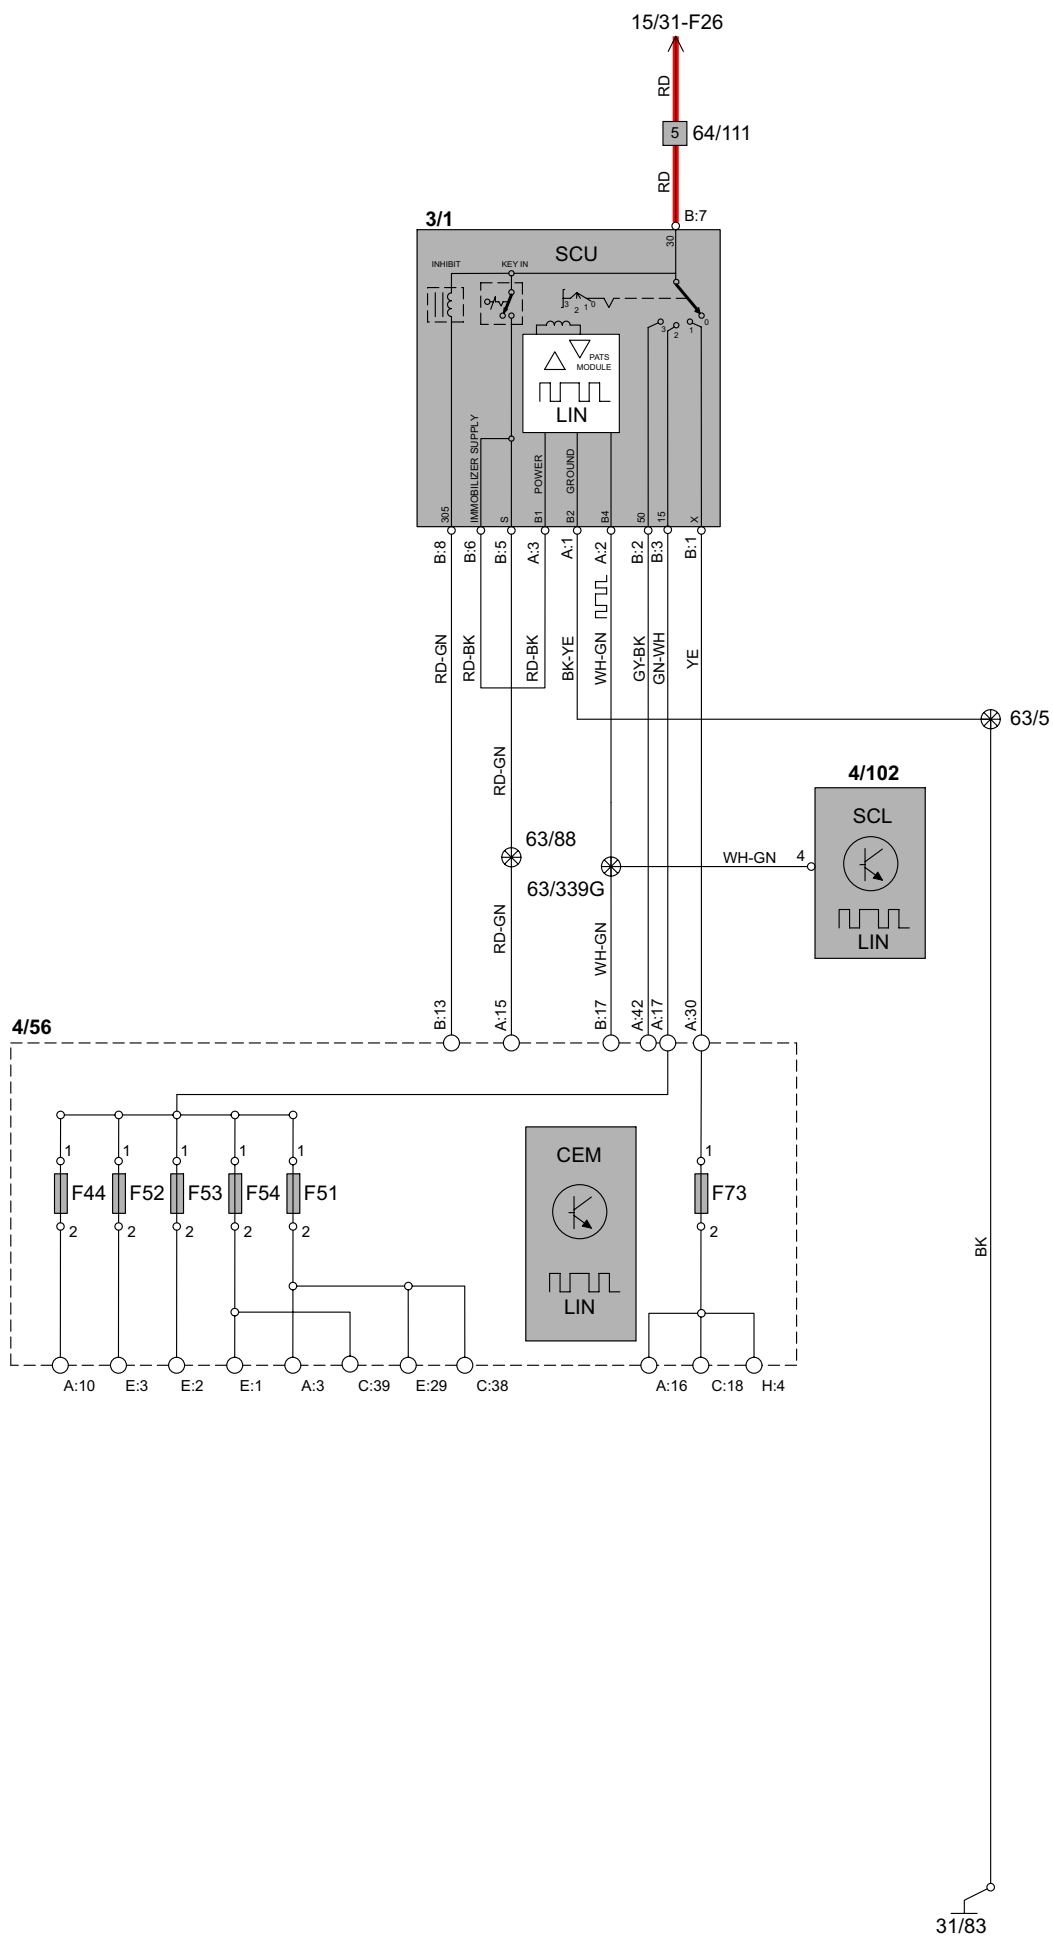 15/31-F26
RD
5
64/111
RD
B:7
3/1
30
SCU
INHIBIT
KEY IN
3 2 1 0
3 2 1 0
PATS
MODULE
LIN
IMMOBILIZER SUPPLY
POWER
GROUND
305
S
B1
B2
B4
50
15
X
B:8
B:6
B:5
A:3
A:1
A:2
B:2
B:3
B:1
RD-GN
RD-BK
RD-BK
BK-YE
WH-GN
GY-BK
GN-WH
YE
63/5
RD-GN
4/102
SCL
LIN
63/88
WH-GN
4
63/339G
RD-GN
WH-GN
B:13
A:15
B:17
A:42
A:17
A:30
4/56
1
1
1
1
1
1
CEM
LIN
F44
F52
F53
F54
F51
F73
2
2
2
2
2
2
BK
A:10
E:3
E:2
E:1
A:3
C:39
E:29
C:38
A:16
C:18
H:4
31/83